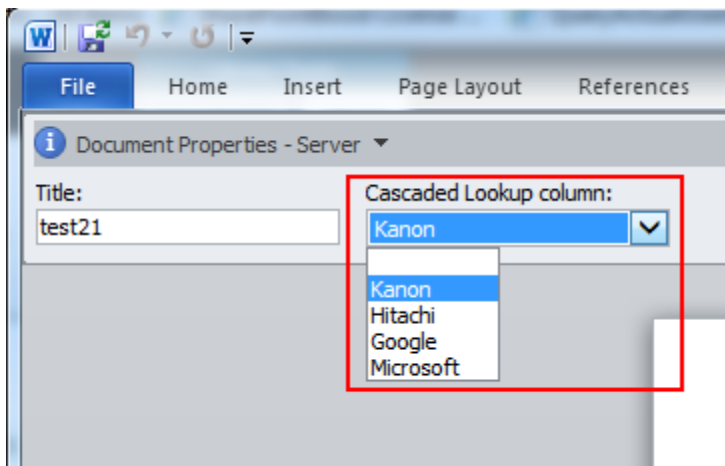 W
File Home Insert Page Layout References
i Document Properties - Server
Title: Cascaded Lookup column:
test21 Kanon
Kanon
Hitachi
Google
Microsoft